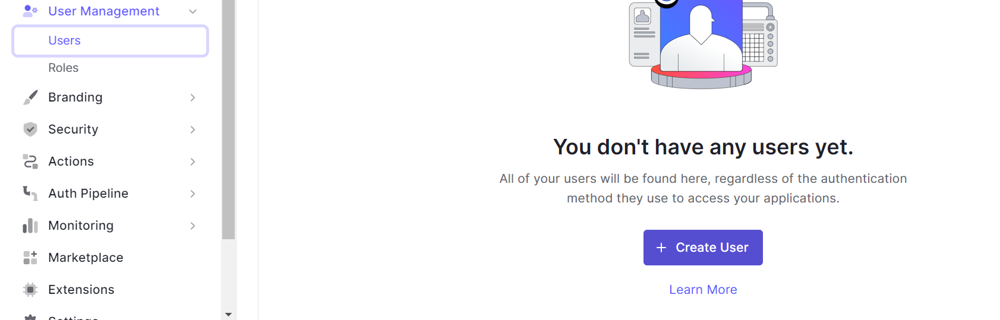 User Management
Users
Roles
Branding
Security
Actions
Auth Pipeline
Monitoring
Marketplace
Extensions
Settings
You don't have any users yet.
All of your users will be found here, regardless of the authentication
method they use to access your applications.
+ Create User
Learn More